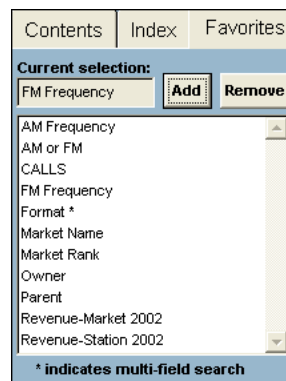 Contents Index Favorites
Current selection:
FM Frequency Add Remove
AM Frequency
AM or FM
CALLS
FM Frequency
Format *
Market Name
Market Rank
Owner
Parent
Revenue-Market 2002
Revenue-Station 2002
* indicates multi-field search